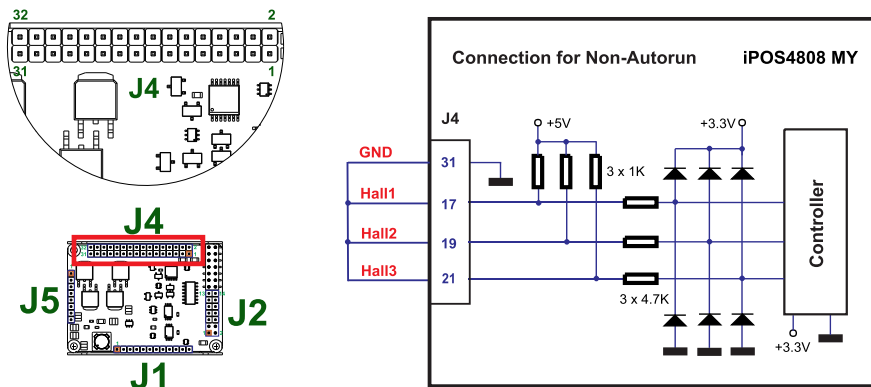 32
2
31
J4
1
J4
J5
J2
J1
Connection for Non-Autorun
iPOS4808 MY
J4
+5V
+3.3V
GND
31
3 x 1K
Hall1
17
Hall2
19
Hall3
21
3 x 4.7K
Controller
+3.3V